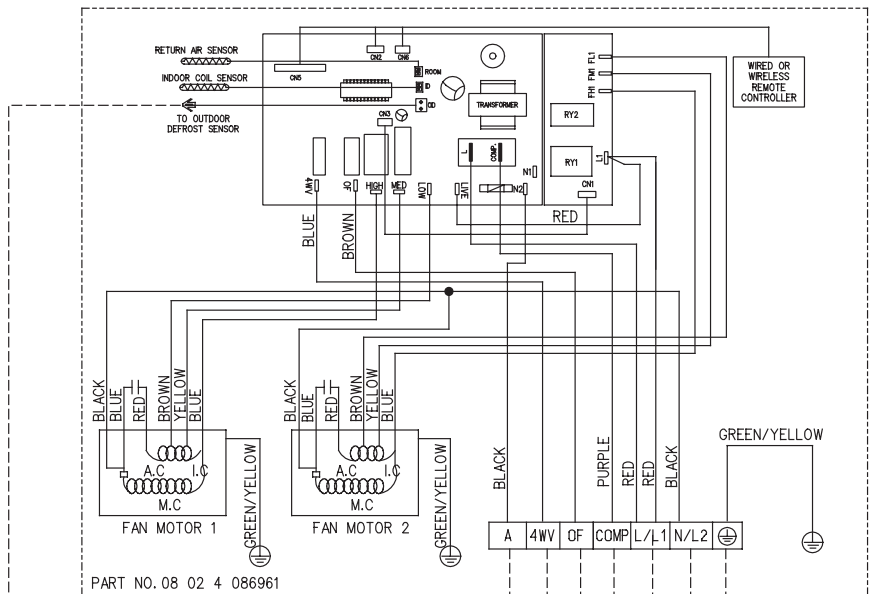 RETURN AIR SENSOR
INDOOR COIL SENSOR
TO OUTDOOR
DEFROST SENSOR
CN2
CN6
CN5
ROOM
ID
OD
CN3
TRANSFORMER
L
COMP.
4WV
OF
HIGH
MED
LOW
LIVE
N1
N2
FL1
FM1
FH1
RY2
RY1
L1
CN1
WIRED OR
WIRELESS
REMOTE
CONTROLLER
RED
BLUE
BROWN
BLACK
BLUE
RED
BROWN
YELLOW
BLUE
A.C
I.C
M.C
FAN MOTOR 1
GREEN/YELLOW
BLACK
BLUE
RED
BROWN
YELLOW
BLUE
A.C
I.C
M.C
FAN MOTOR 2
GREEN/YELLOW
BLACK
PURPLE
RED
RED
BLACK
GREEN/YELLOW
A
4WV
OF
COMP
L/L1
N/L2
PART NO. 08 02 4 086961